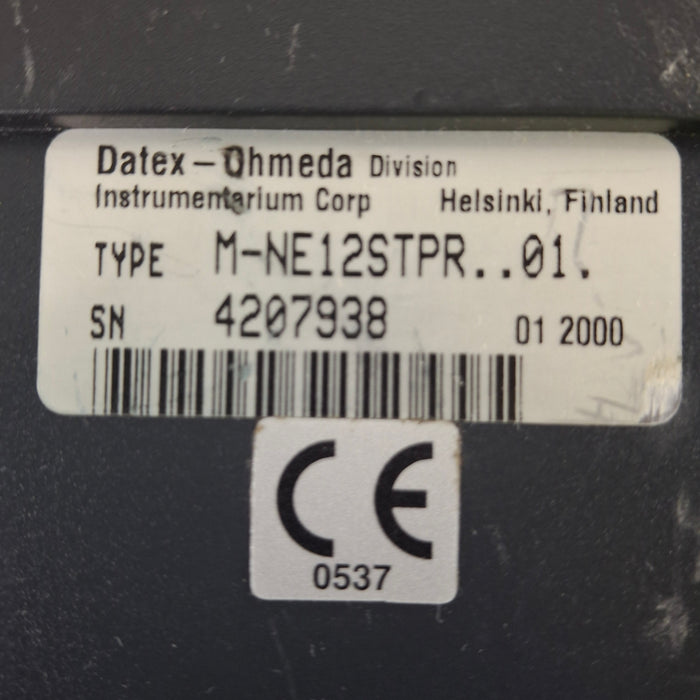 Datex-Ohmeda Division
Instrumentarium Corp Helsinki, Finland
TYPE M-NE12STPR..01.
SN 4207938 01 2000
CE
0537